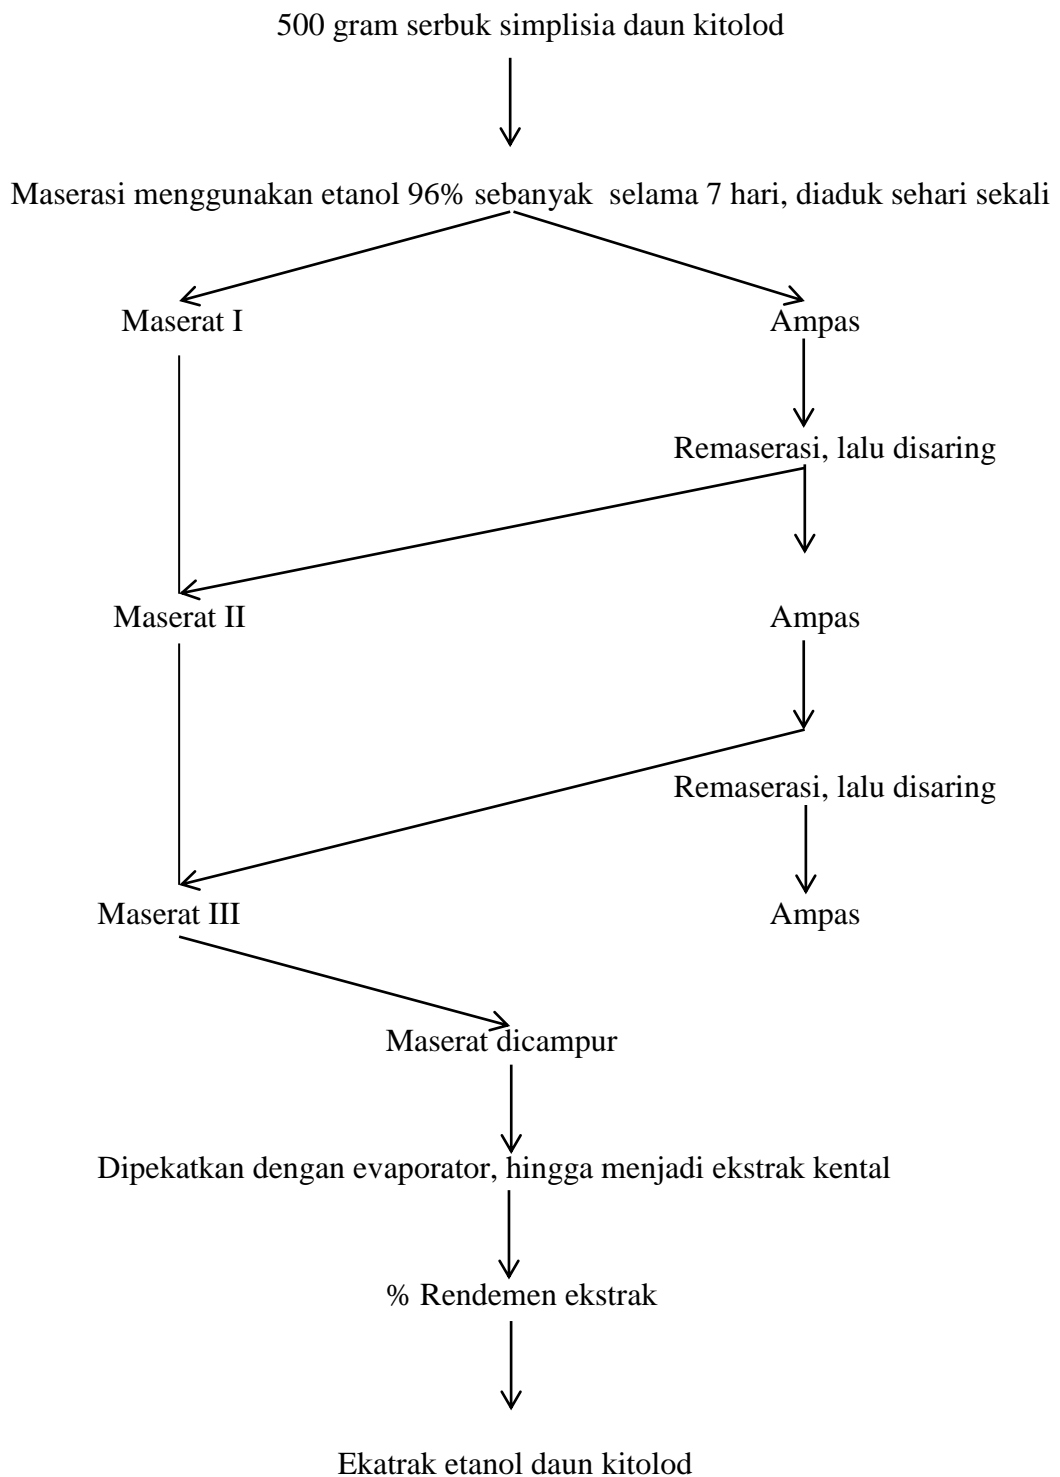 500 gram serbuk simplisia daun kitolod
Maserasi menggunakan etanol 96% sebanyak  selama 7 hari, diaduk sehari sekali
Maserat I
Ampas
Remaserasi, lalu disaring
Maserat II
Ampas
Remaserasi, lalu disaring
Maserat III
Ampas
Maserat dicampur
Dipekatkan dengan evaporator, hingga menjadi ekstrak kental
% Rendemen ekstrak
Ekatrak etanol daun kitolod